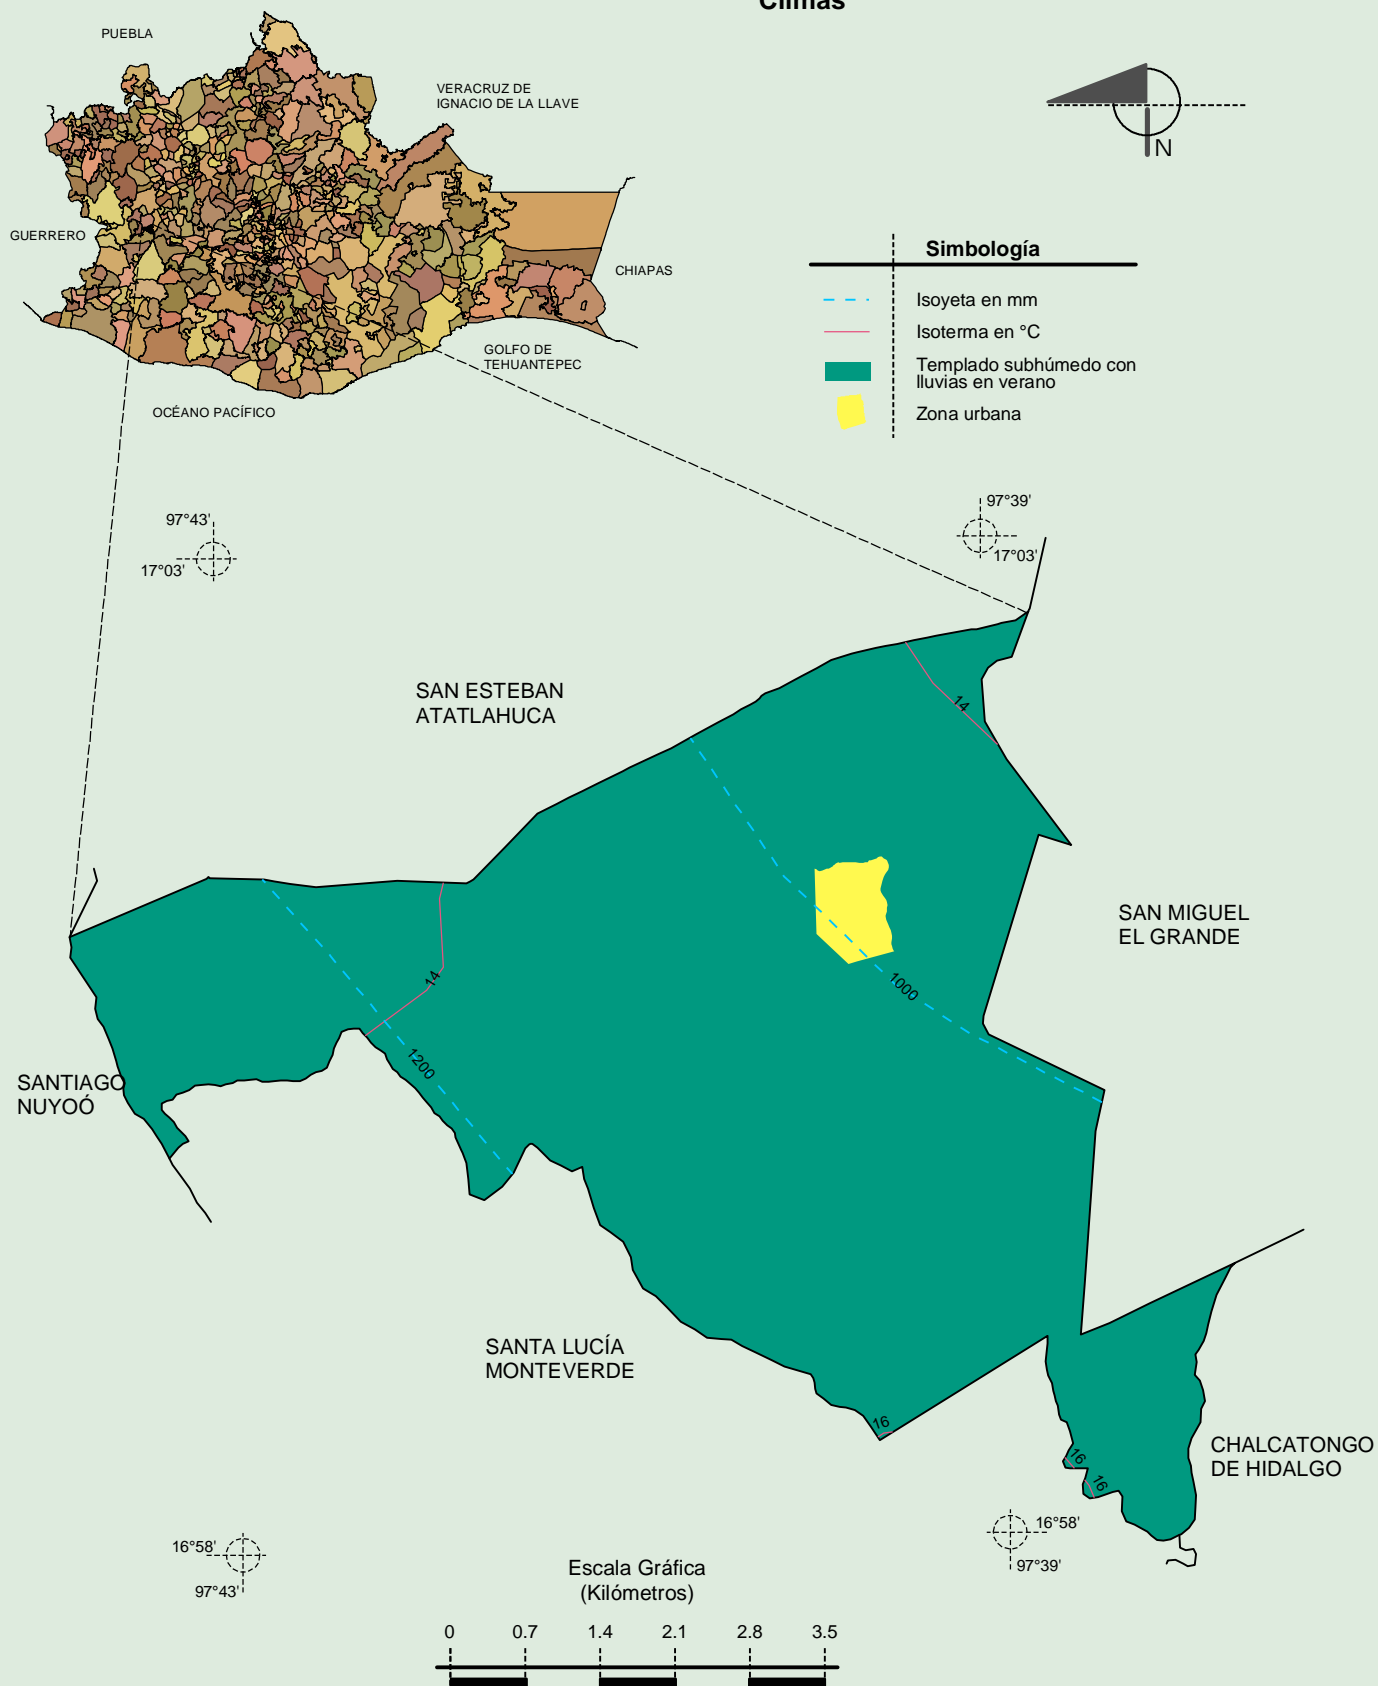 Climas
PUEBLA
VERACRUZ DE
IGNACIO DE LA LLAVE
N
GUERRERO
CHIAPAS
GOLFO DE
TEHUANTEPEC
OCÉANO PACÍFICO
Simbología
Isoyeta en mm
Isoterma en °C
Templado subhúmedo con
lluvias en verano
Zona urbana
97°43'
17°03'
97°39'
17°03'
SAN ESTEBAN
ATATLAHUCA
14
SAN MIGUEL
EL GRANDE
14
1000
1200
SANTIAGO
NUYOÓ
SANTA LUCÍA
MONTEVERDE
16
16
16
CHALCATONGO
DE HIDALGO
16°58'
97°43'
16°58'
97°39'
Escala Gráfica
(Kilómetros)
0 0.7 1.4 2.1 2.8 3.5